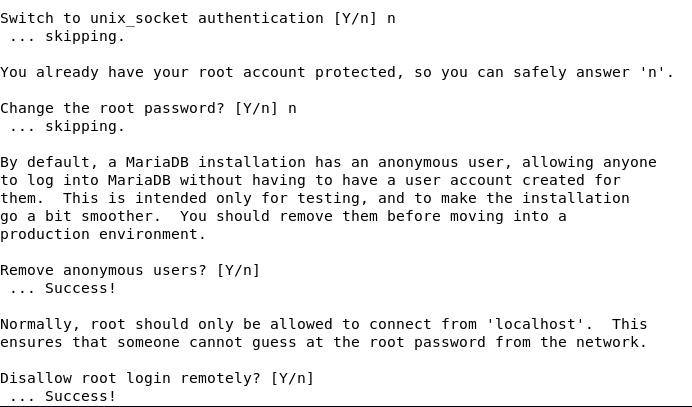 Switch to unix_socket authentication [Y/n] n
 ... skipping.
You already have your root account protected, so you can safely answer 'n'.
Change the root password? [Y/n] n
 ... skipping.
By default, a MariaDB installation has an anonymous user, allowing anyone
to log into MariaDB without having to have a user account created for
them.  This is intended only for testing, and to make the installation
go a bit smoother.  You should remove them before moving into a
production environment.
Remove anonymous users? [Y/n]
 ... Success!
Normally, root should only be allowed to connect from 'localhost'.  This
ensures that someone cannot guess at the root password from the network.
Disallow root login remotely? [Y/n]
 ... Success!